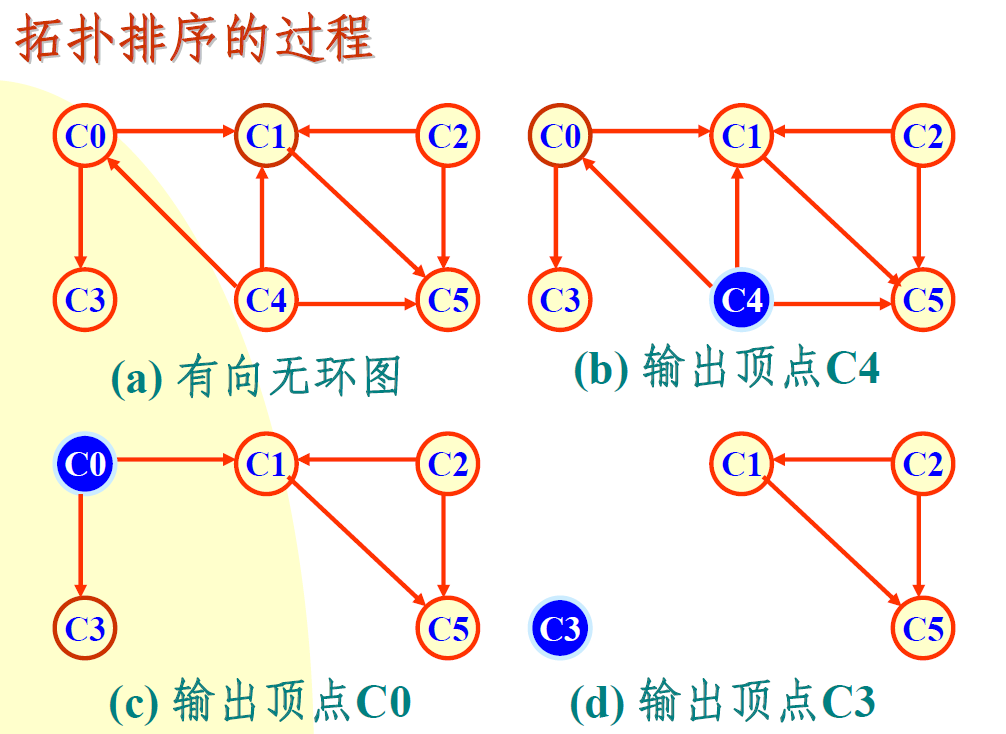 拓扑排序的过程
C0 C1 C2 C0 C1 C2
C3 C4 C5 C3 C4 C5
(a) 有向无环图 (b) 输出顶点C4
C0 C1 C2 C1 C2
C3 C5 C3 C5
(c) 输出顶点C0 (d) 输出顶点C3